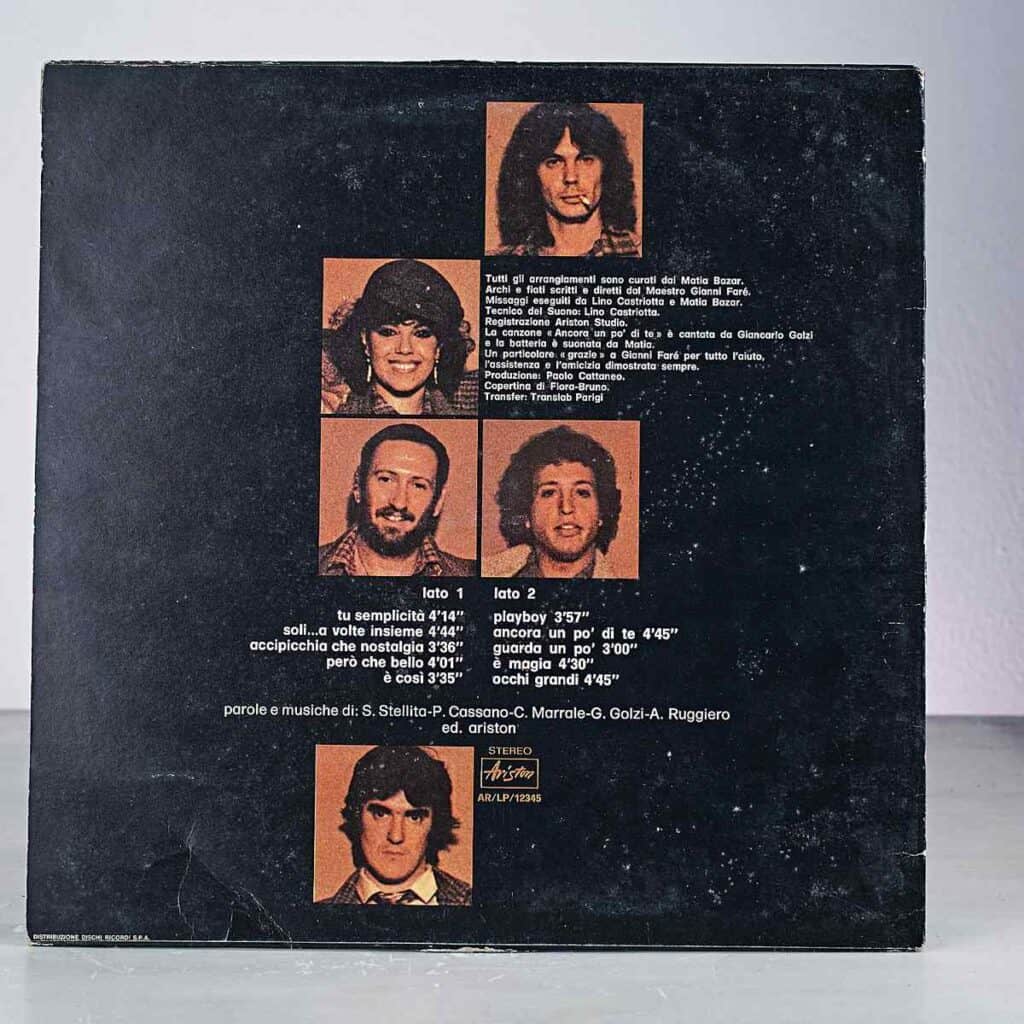 Tutti gli arrangiamenti sono curati dai Matia Bazar.
Archi e fiati scritti e diretti dal Maestro Gianni Faré.
Missaggi eseguiti da Lino Castriotta e Matia Bazar.
Tecnico del Suono: Lino Castriotta.
Registrazione Ariston Studio.
La canzone «Ancora un po' di te» è cantata da Giancarlo Golzi
e la batteria è suonata da Matia.
Un particolare «grazie» a Gianni Faré per tutto l'aiuto,
l'assistenza e l'amicizia dimostrata sempre.
Produzione: Paolo Cattaneo.
Copertina di Fiora-Bruno.
Transfer: Translab Parigi
lato 1
tu semplicità 4'14"
soli...a volte insieme 4'44"
accipicchia che nostalgia 3'36"
però che bello 4'01"
è così 3'35"
lato 2
playboy 3'57"
ancora un po' di te 4'45"
guarda un po' 3'00"
è magia 4'30"
occhi grandi 4'45"
parole e musiche di: S. Stellita-P. Cassano-C. Marrale-G. Golzi-A. Ruggiero
ed. ariston
STEREO
Ariston
AR/LP/12345
DISTRIBUZIONE DISCHI RICORDI S.P.A.